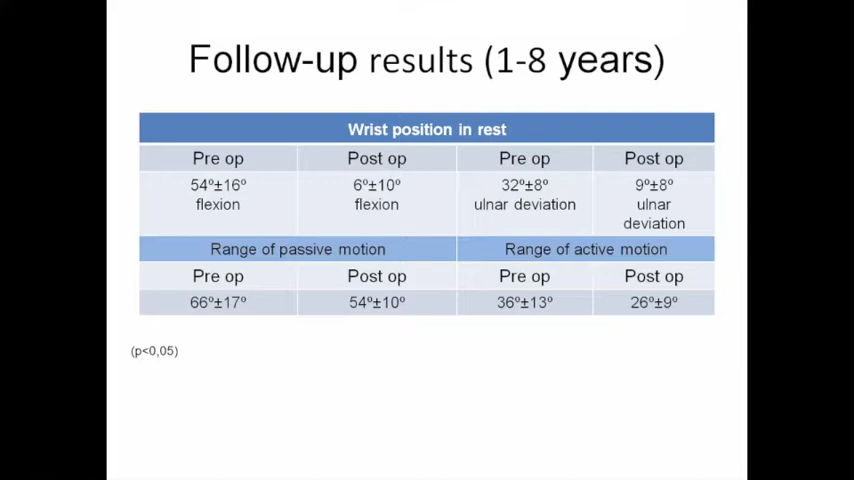 Follow-up results (1-8 years)
Wrist position in rest
Pre op Post op Pre op Post op
54º±16º flexion 6º±10º flexion 32º±8º ulnar deviation 9º±8º ulnar deviation
Range of passive motion Range of active motion
Pre op Post op Pre op Post op
66º±17º 54º±10º 36º±13º 26º±9º
(p<0,05)